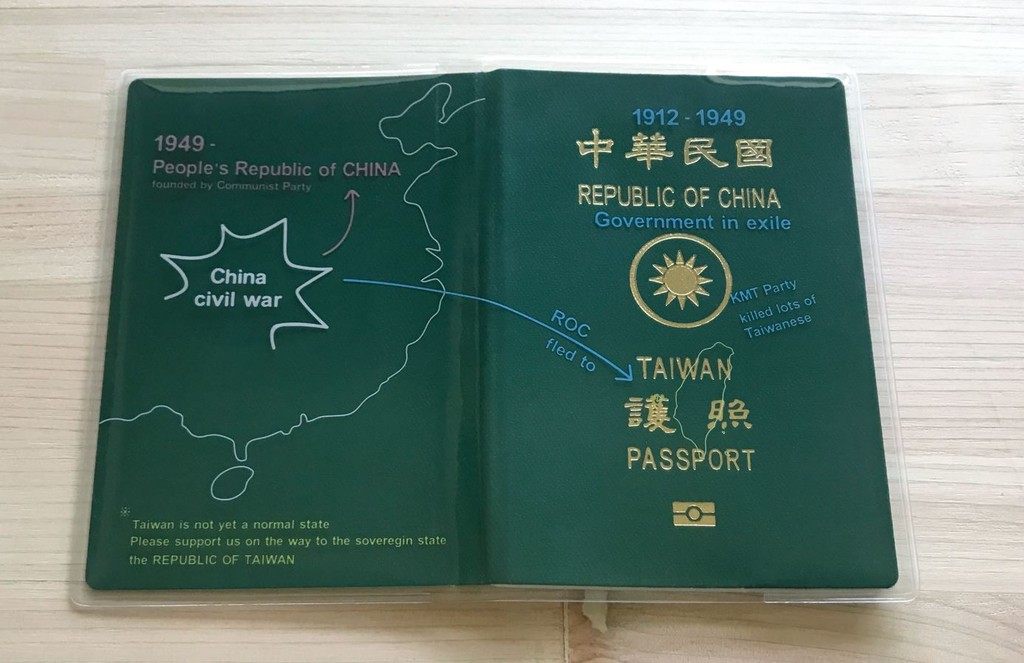 1949 -
People's Republic of CHINA
founded by Communist Party
China
civil war
ROC
fled to
※
Taiwan is not yet a normal state
Please support us on the way to the soveregin state
the REPUBLIC OF TAIWAN
1912 - 1949
中華民國
REPUBLIC OF CHINA
Government in exile
KMT Party
killed lots of
Taiwanese
TAIWAN
護照
PASSPORT